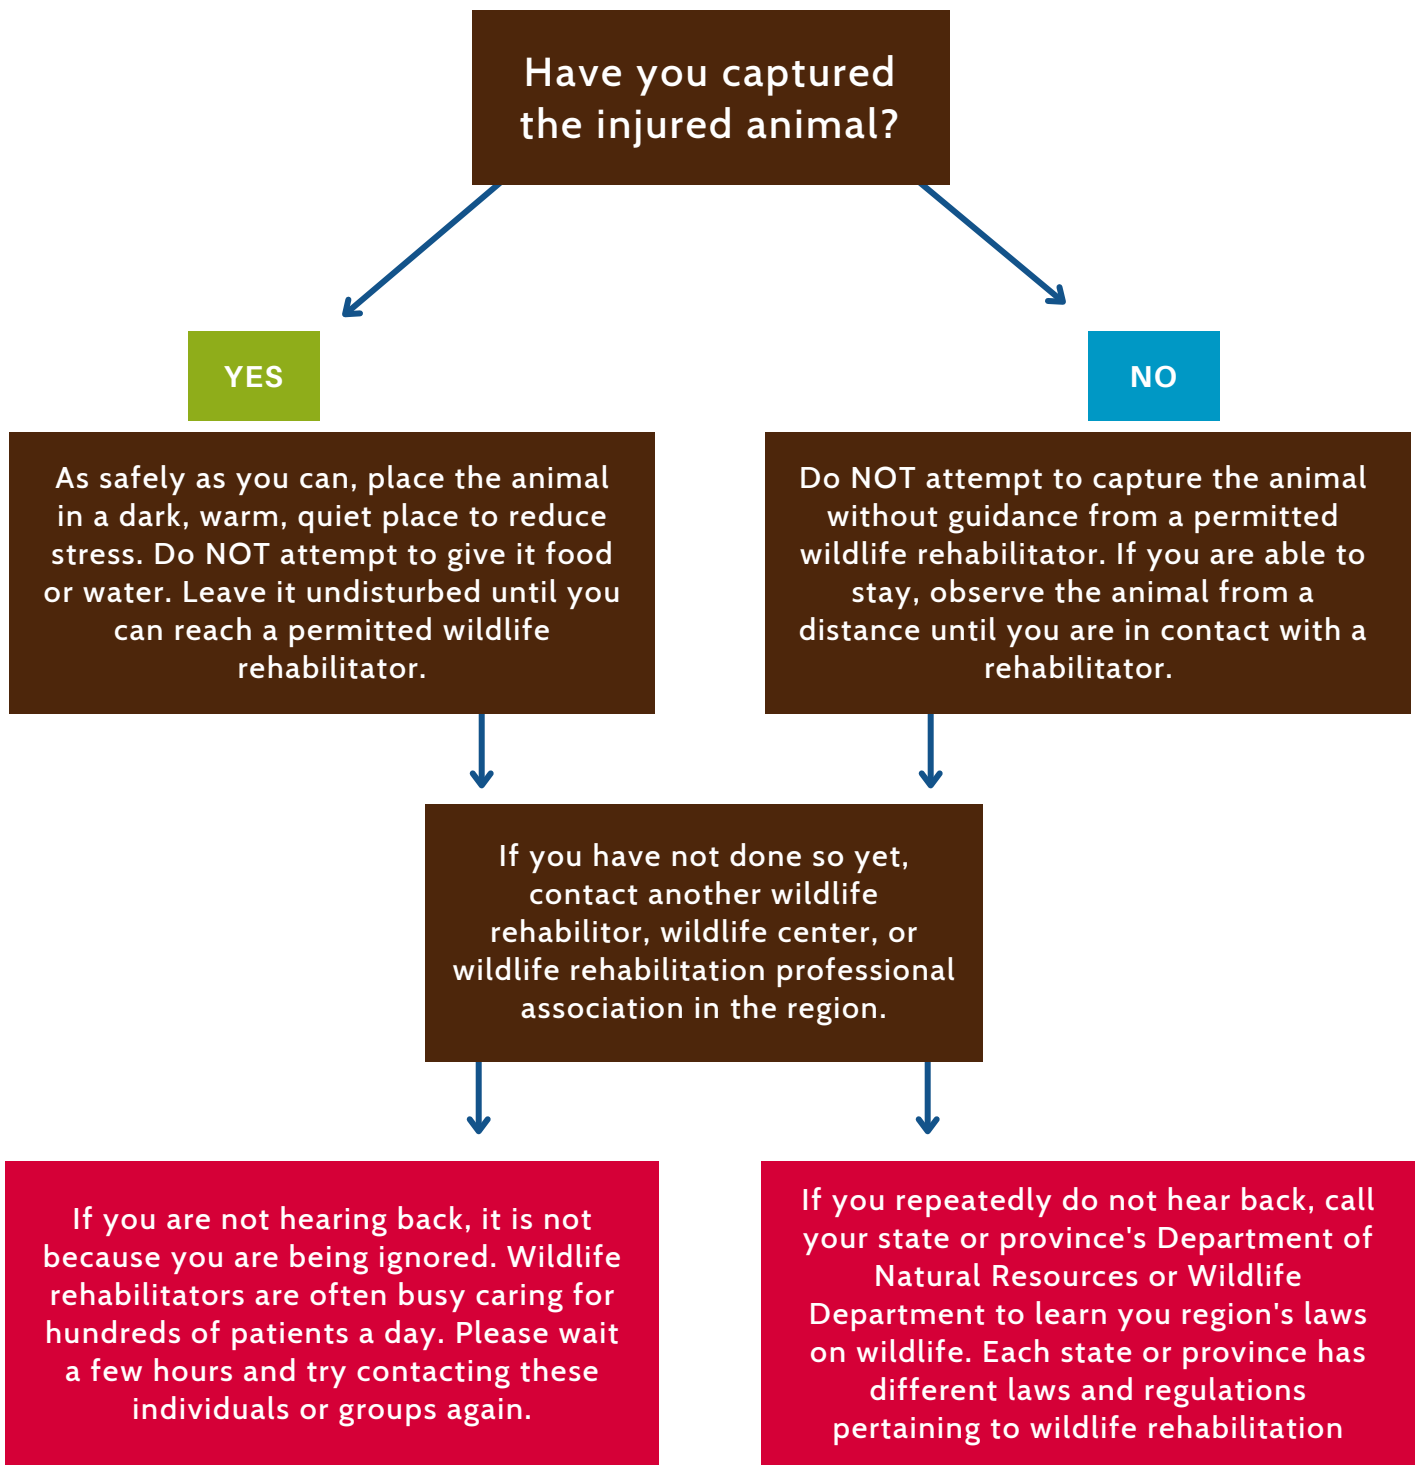 Have you captured
the injured animal?
YES
NO
As safely as you can, place the animal
in a dark, warm, quiet place to reduce
stress. Do NOT attempt to give it food
or water. Leave it undisturbed until you
can reach a permitted wildlife
rehabilitator.
Do NOT attempt to capture the animal
without guidance from a permitted
wildlife rehabilitator. If you are able to
stay, observe the animal from a
distance until you are in contact with a
rehabilitator.
If you have not done so yet,
contact another wildlife
rehabilitor, wildlife center, or
wildlife rehabilitation professional
association in the region.
If you are not hearing back, it is not
because you are being ignored. Wildlife
rehabilitators are often busy caring for
hundreds of patients a day. Please wait
a few hours and try contacting these
individuals or groups again.
If you repeatedly do not hear back, call
your state or province's Department of
Natural Resources or Wildlife
Department to learn you region's laws
on wildlife. Each state or province has
different laws and regulations
pertaining to wildlife rehabilitation